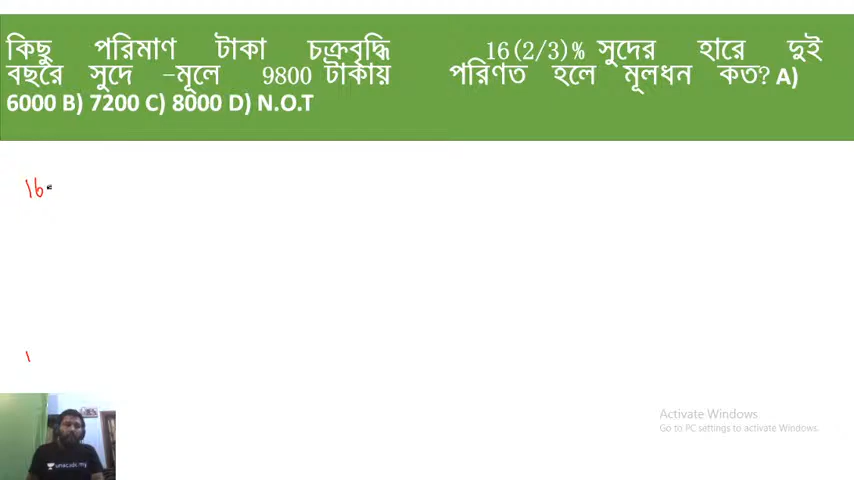 কিছু পরিমাণ টাকা চক্রবৃদ্ধি 16(2/3)% সুদের হারে দুই
বছরে সুদে -মূলে 9800 টাকায় পরিণত হলে মূলধন কত? A)
6000 B) 7200 C) 8000 D) N.O.T
16
Activate Windows
Go to PC settings to activate Windows.